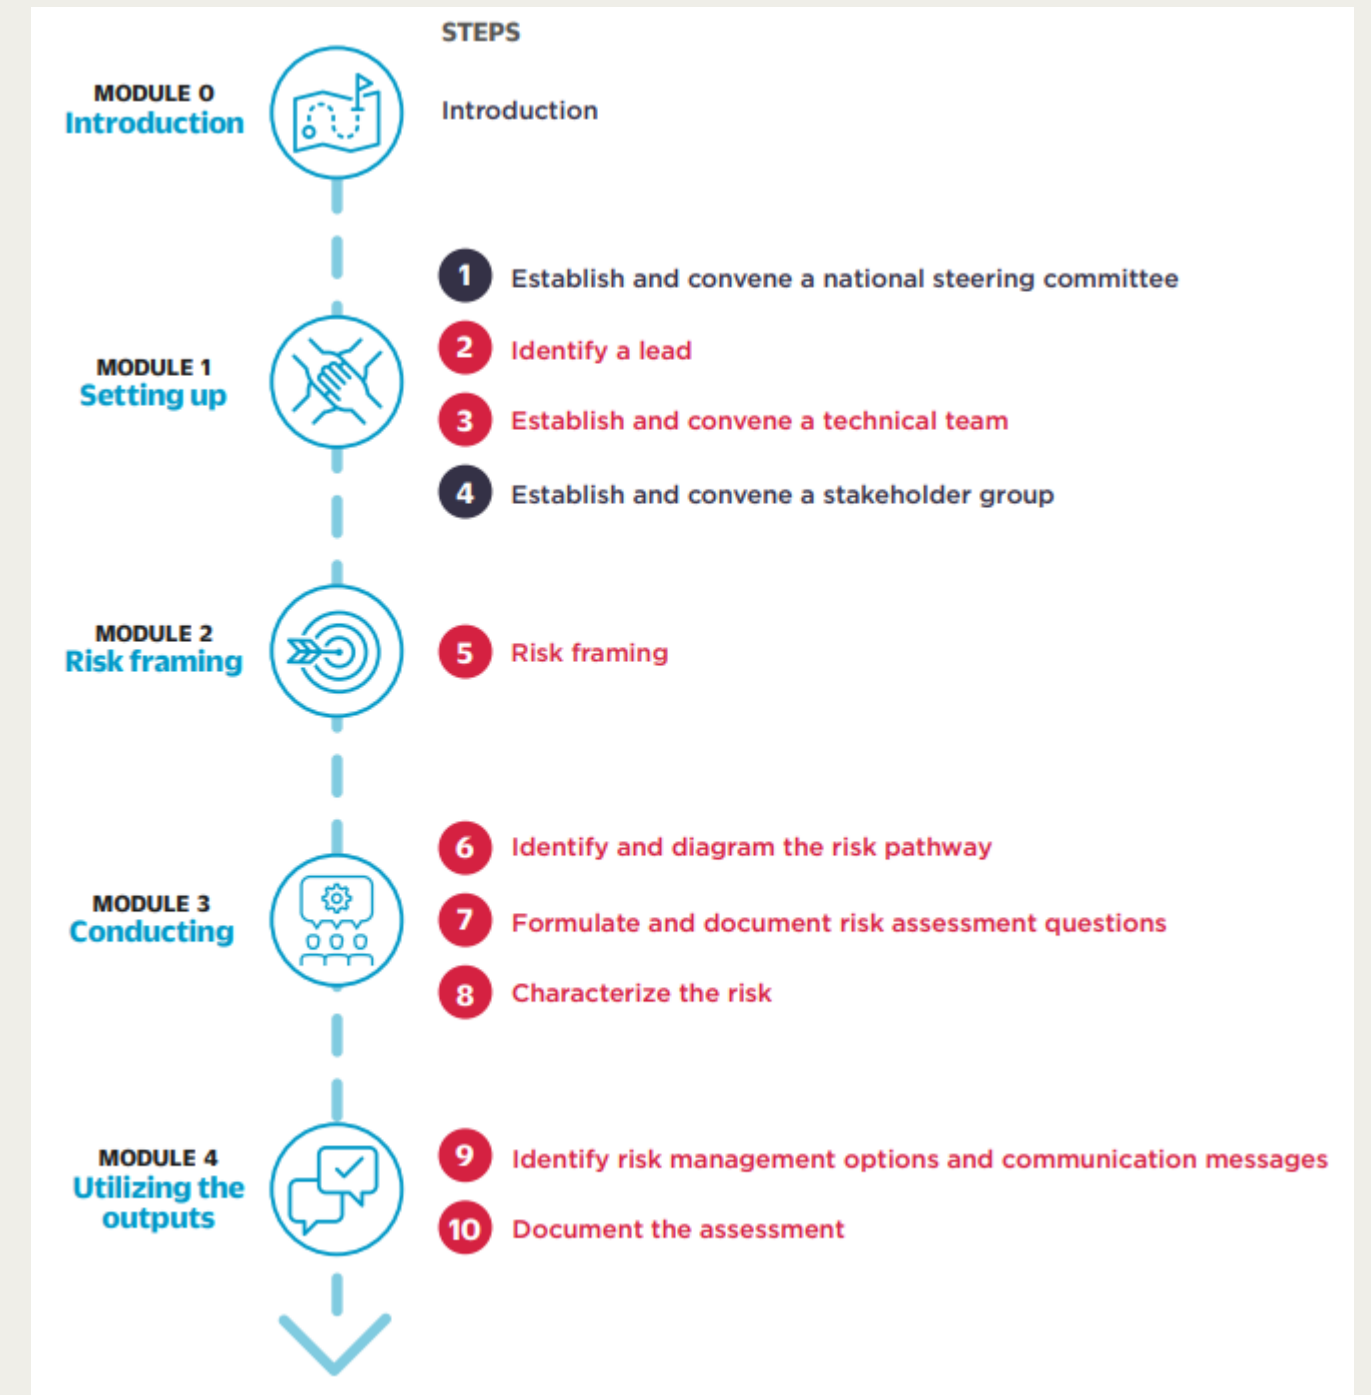 STEPS
MODULE 0
Introduction
Introduction
MODULE 1
Setting up
1 Establish and convene a national steering committee
2 Identify a lead
3 Establish and convene a technical team
4 Establish and convene a stakeholder group
MODULE 2
Risk framing
5 Risk framing
MODULE 3
Conducting
6 Identify and diagram the risk pathway
7 Formulate and document risk assessment questions
8 Characterize the risk
MODULE 4
Utilizing the
outputs
9 Identify risk management options and communication messages
10 Document the assessment